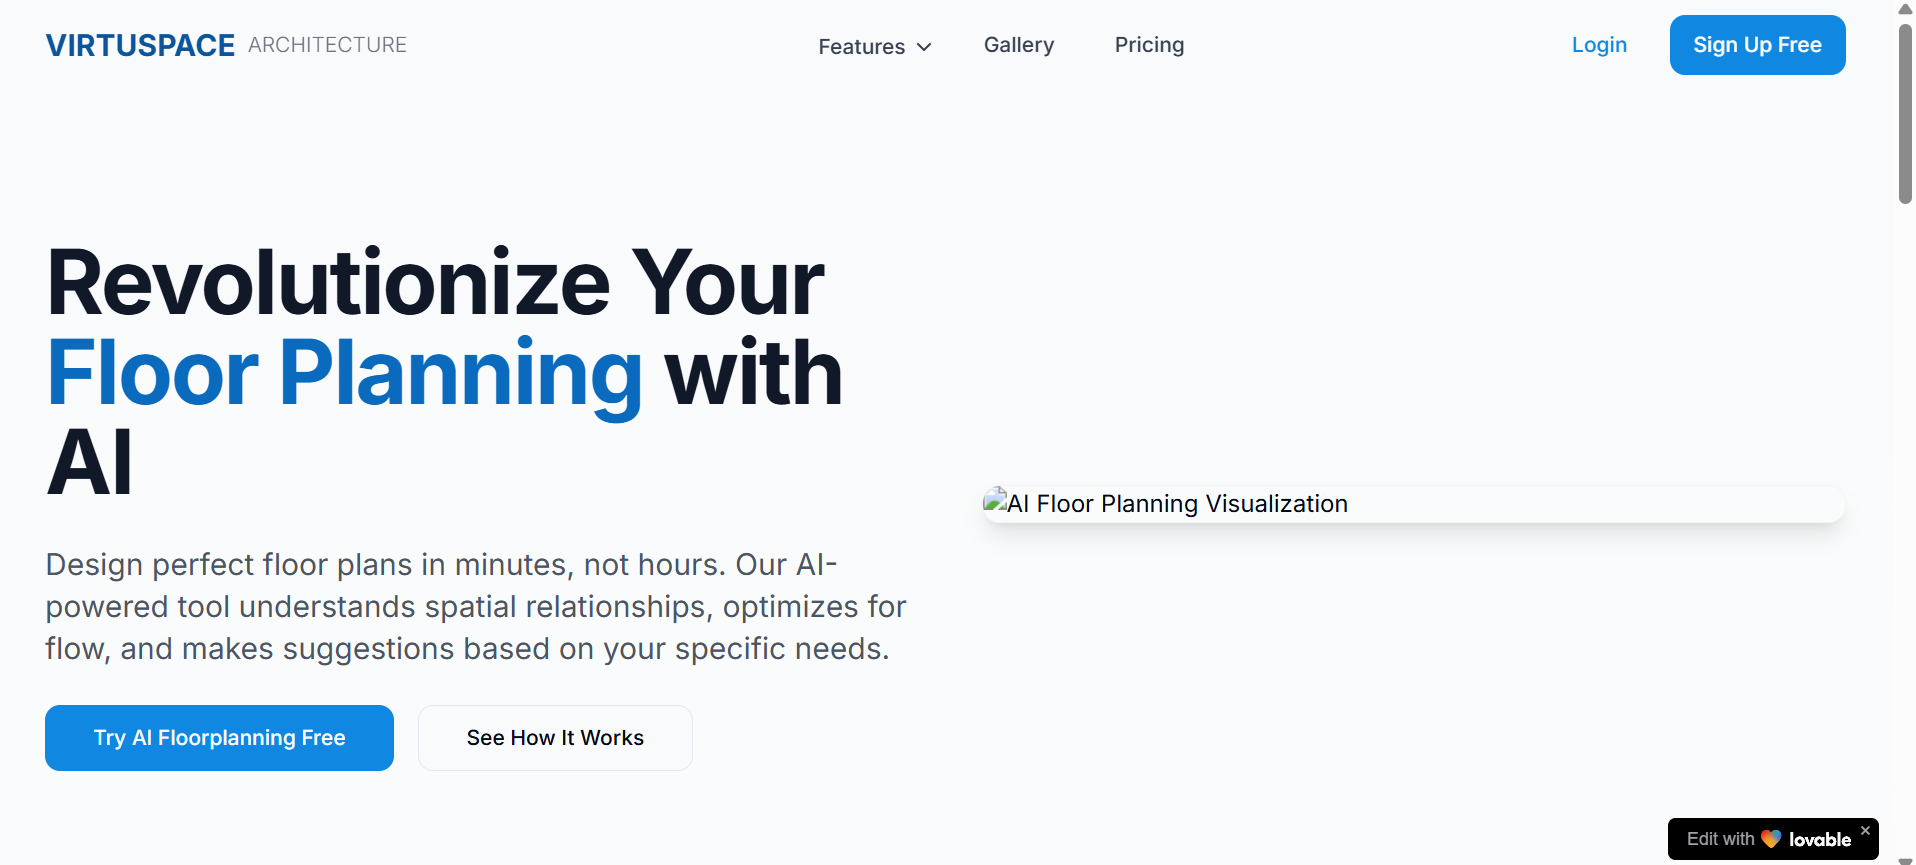 VIRTUSPACE ARCHITECTURE
Features
Gallery
Pricing
Login
Sign Up Free
Revolutionize Your
Floor Planning with
AI
Design perfect floor plans in minutes, not hours. Our AI-
powered tool understands spatial relationships, optimizes for
flow, and makes suggestions based on your specific needs.
Try AI Floorplanning Free
See How It Works
AI Floor Planning Visualization
Edit with lovable